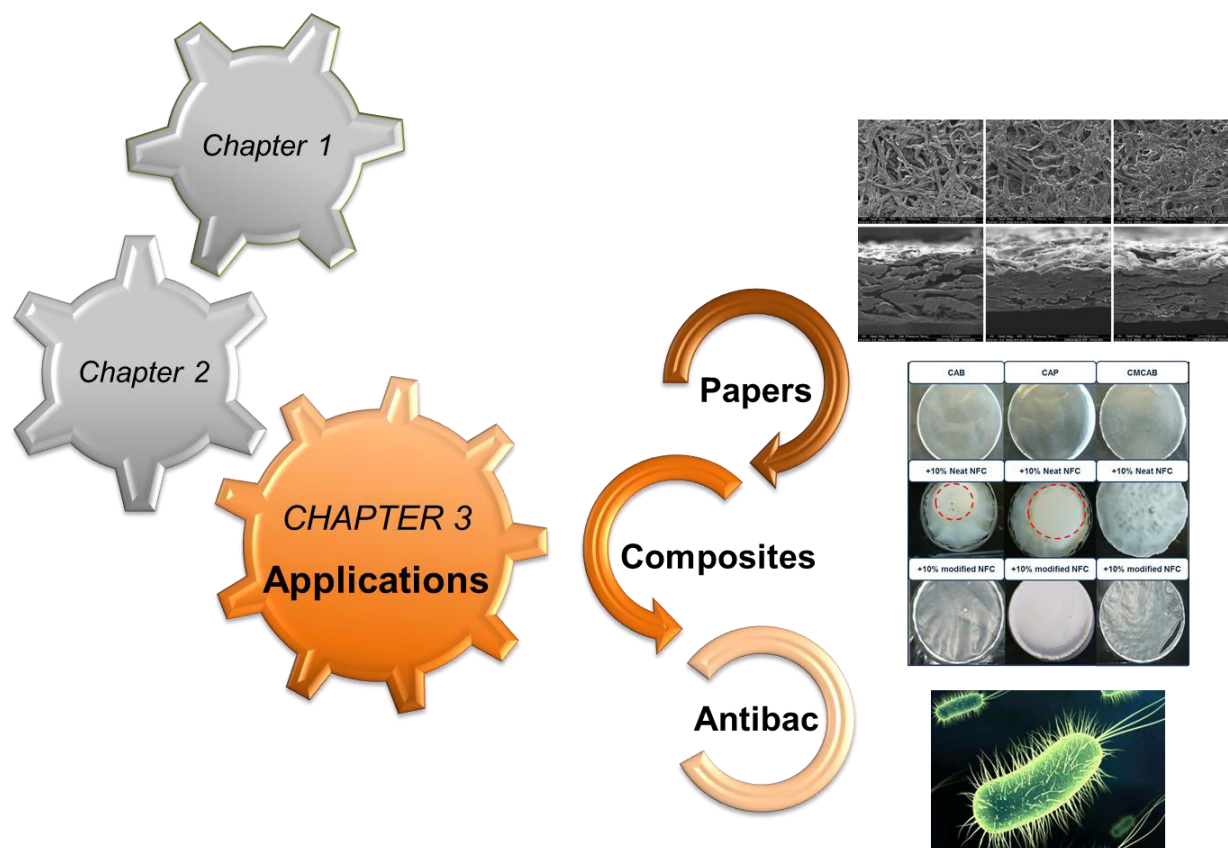 Chapter 1
Chapter 2
CHAPTER 3
Applications
Papers
Composites
Antibac
CAB
CAP
CMCAB
+10% Neat NFC
+10% Neat NFC
+10% Neat NFC
+10% modified NFC
+10% modified NFC
+10% modified NFC